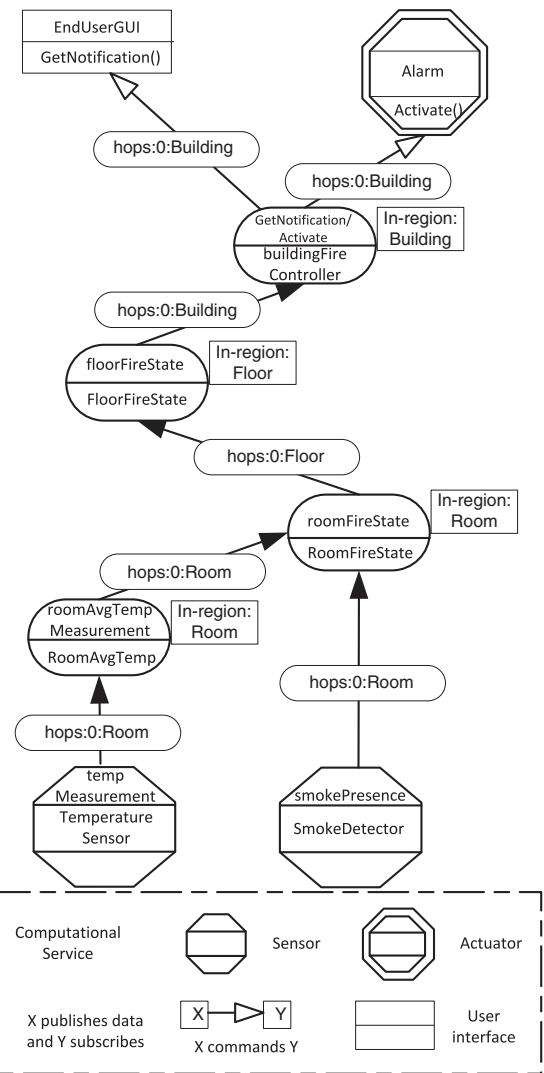 EndUserGUI
GetNotification()
Alarm
Activate()
hops:0:Building
hops:0:Building
GetNotification/
Activate
buildingFire
Controller
In-region:
Building
hops:0:Building
floorFireState
FloorFireState
In-region:
Floor
hops:0:Floor
roomFireState
RoomFireState
In-region:
Room
hops:0:Room
roomAvgTemp
Measurement
RoomAvgTemp
In-region:
Room
hops:0:Room
hops:0:Room
temp
Measurement
Temperature
Sensor
smokePresence
SmokeDetector
Computational
Service
Sensor
Actuator
X publishes data
and Y subscribes
X
Y
X commands Y
User
interface